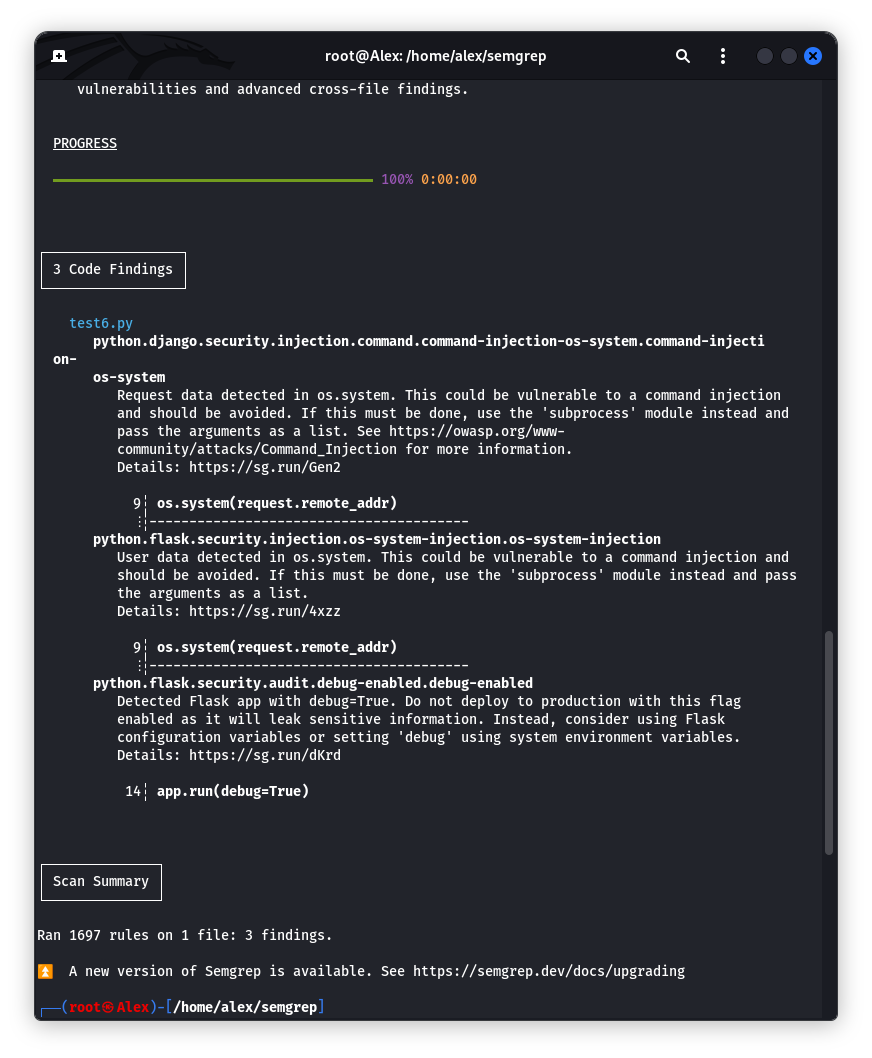 root@Alex: /home/alex/semgrep
vulnerabilities and advanced cross-file findings.
PROGRESS
100% 0:00:00
3 Code Findings
test6.py
python.django.security.injection.command.command-injection-os-system.command-injecti
on-
os-system
Request data detected in os.system. This could be vulnerable to a command injection
and should be avoided. If this must be done, use the 'subprocess' module instead and
pass the arguments as a list. See https://owasp.org/www-
community/attacks/Command_Injection for more information.
Details: https://sg.run/Gen2
9┆ os.system(request.remote_addr)
⋮┆----------------------------------------
python.flask.security.injection.os-system-injection.os-system-injection
User data detected in os.system. This could be vulnerable to a command injection and
should be avoided. If this must be done, use the 'subprocess' module instead and pass
the arguments as a list.
Details: https://sg.run/4xzz
9┆ os.system(request.remote_addr)
⋮┆----------------------------------------
python.flask.security.audit.debug-enabled.debug-enabled
Detected Flask app with debug=True. Do not deploy to production with this flag
enabled as it will leak sensitive information. Instead, consider using Flask
configuration variables or setting 'debug' using system environment variables.
Details: https://sg.run/dKrd
14┆ app.run(debug=True)
Scan Summary
Ran 1697 rules on 1 file: 3 findings.
⏫ A new version of Semgrep is available. See https://semgrep.dev/docs/upgrading
┌──(root㉿Alex)-[/home/alex/semgrep]